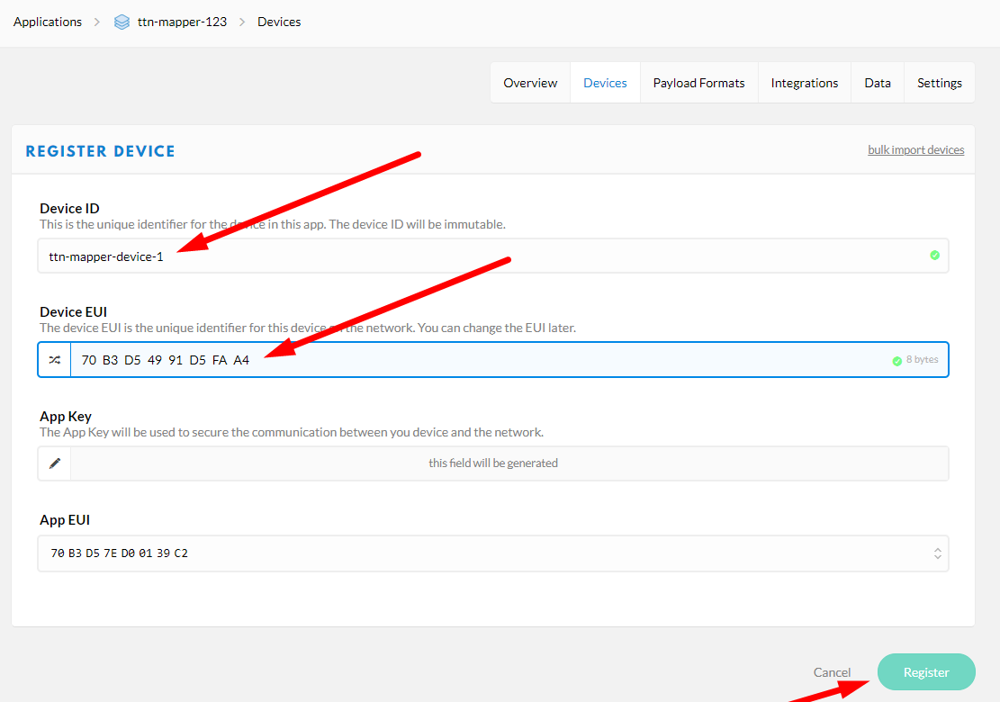 Applications > ttn-mapper-123 > Devices
Overview Devices Payload Formats Integrations Data Settings
REGISTER DEVICE
bulk import devices
Device ID
This is the unique identifier for the device in this app. The device ID will be immutable.
ttn-mapper-device-1
Device EUI
The device EUI is the unique identifier for this device on the network. You can change the EUI later.
70 B3 D5 49 91 D5 FA A4
8 bytes
App Key
The App Key will be used to secure the communication between you device and the network.
this field will be generated
App EUI
70 B3 D5 7E D0 01 39 C2
Cancel Register